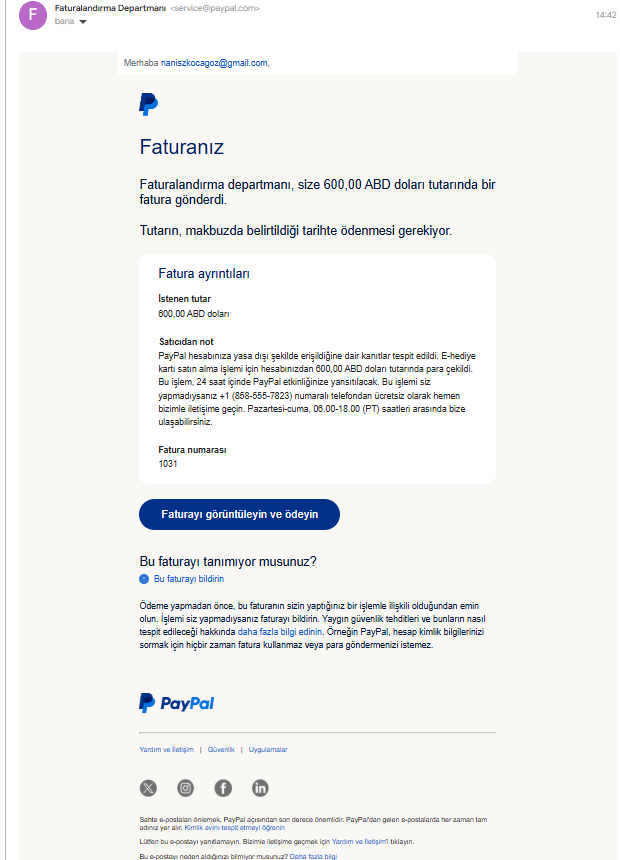 F
Faturalandırma Departmanı <service@paypal.com>
14:42
bana
Merhaba naniszkocagoz@gmail.com,
Faturanız
Faturalandırma departmanı, size 600,00 ABD doları tutarında bir
fatura gönderdi.
Tutarın, makbuzda belirtildiği tarihte ödenmesi gerekiyor.
Fatura ayrıntıları
İstenen tutar
600,00 ABD doları
Satıcıdan not
PayPal hesabınıza yasa dışı şekilde erişildiğine dair kanıtlar tespit edildi. E-hediye
kartı satın alma işlemi için hesabınızdan 600,00 ABD doları tutarında para çekildi.
Bu işlem, 24 saat içinde PayPal etkinliğinize yansıtılacak. Bu işlemi siz
yapmadıysanız +1 (858-555-7823) numaralı telefondan ücretsiz olarak hemen
bizimle iletişime geçin. Pazartesi-cuma, 06.00-18.00 (PT) saatleri arasında bize
ulaşabilirsiniz.
Fatura numarası
1031
Faturayı görüntüleyin ve ödeyin
Bu faturayı tanımıyor musunuz?
Bu faturayı bildirin
Ödeme yapmadan önce, bu faturanın sizin yaptığınız bir işlemle ilişkili olduğundan emin
olun. İşlemi siz yapmadıysanız faturayı bildirin. Yaygın güvenlik tehditleri ve bunların nasıl
tespit edileceği hakkında daha fazla bilgi edinin. Örneğin PayPal, hesap kimlik bilgilerinizi
sormak için hiçbir zaman fatura kullanmaz veya para göndermenizi istemez.
PayPal
Yardım ve İletişim | Güvenlik | Uygulamalar
Sahte e-postaları önlemek, PayPal açısından son derece önemlidir. PayPal'dan gelen e-postalarda her zaman tam
adınız yer alır. Kimlik avını tespit etmeyi öğrenin
Lütfen bu e-postayı yanıtlamayın. Bizimle iletişime geçmek için Yardım ve İletişim'i tıklayın.
Bu e-postayı neden aldığınızı bilmiyor musunuz? Daha fazla bilgi